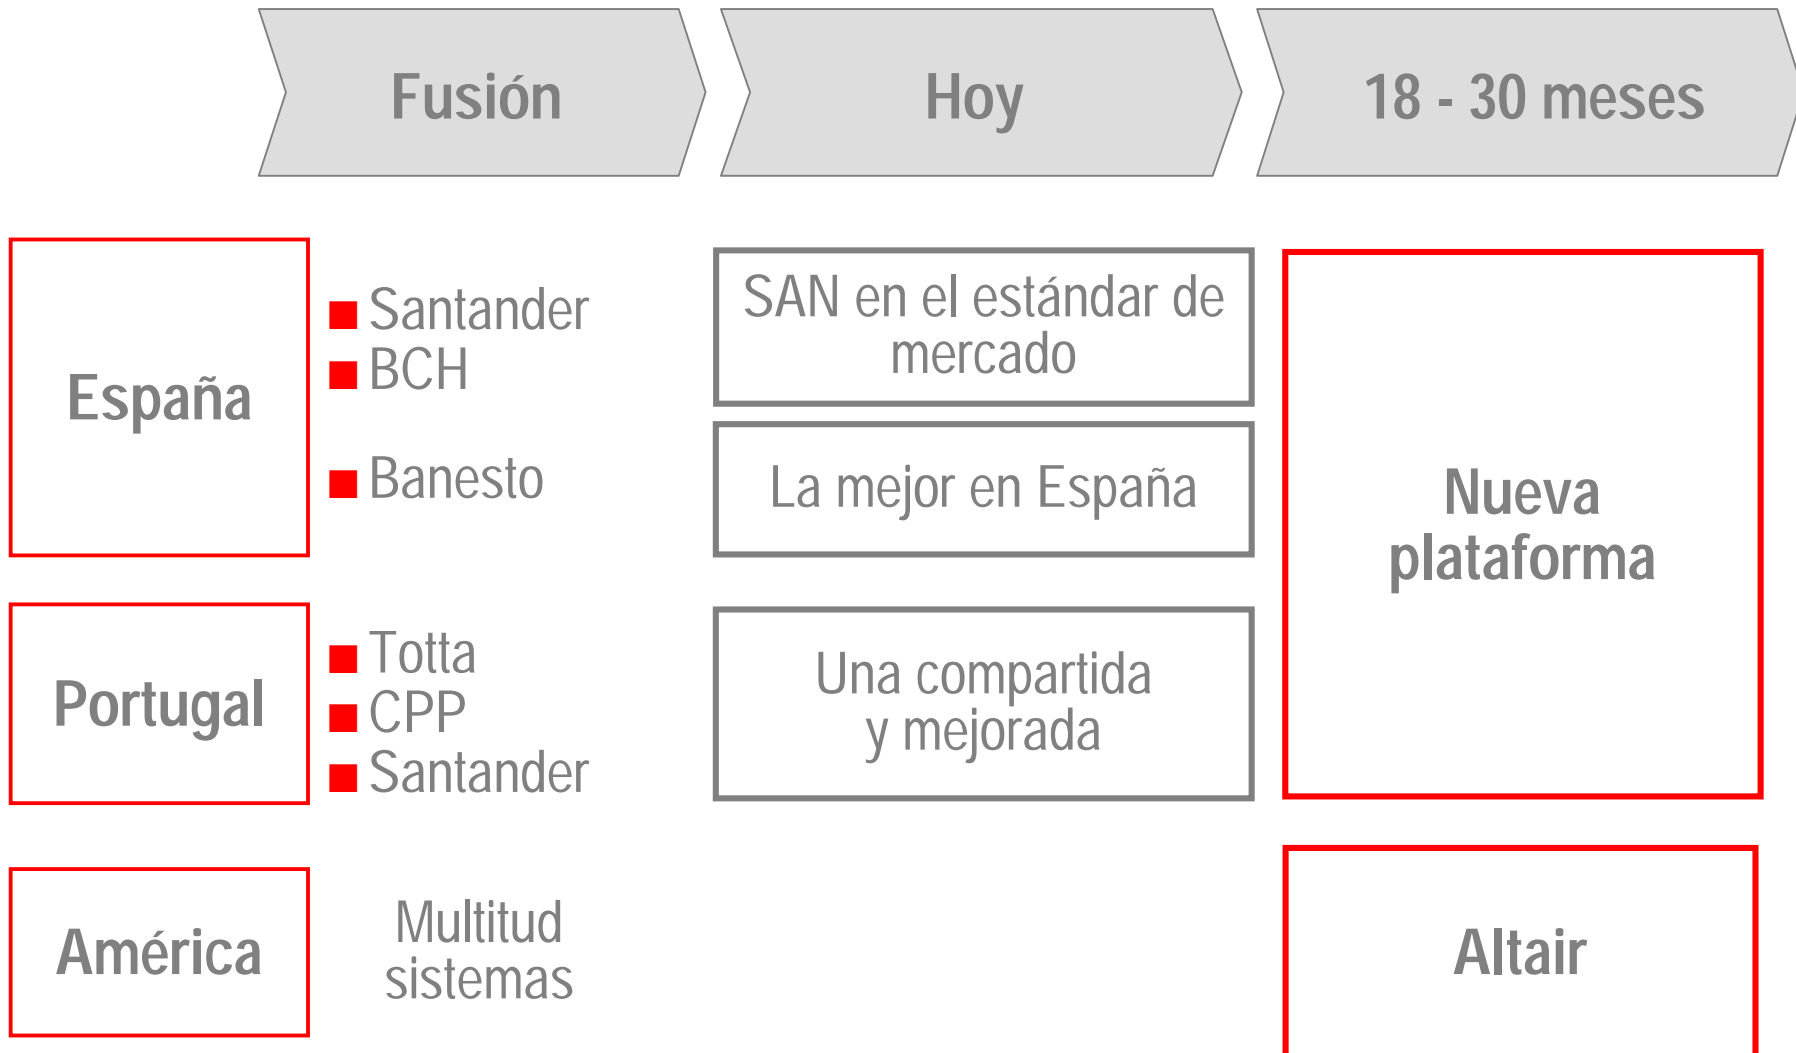 Fusión
Hoy
18 - 30 meses
España
Santander
BCH
Banesto
SAN en el estándar de
mercado
La mejor en España
Nueva
plataforma
Portugal
Totta
CPP
Santander
Una compartida
y mejorada
América
Multitud
sistemas
Altair